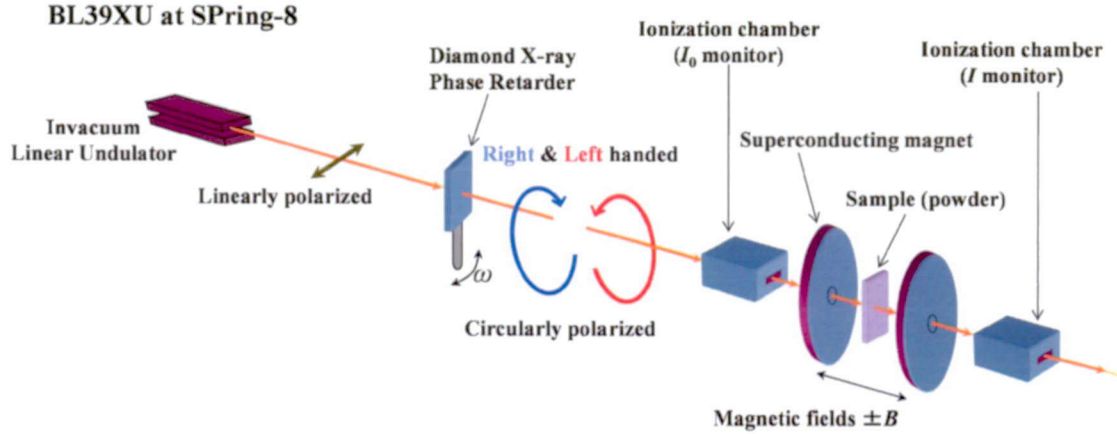 BL39XU at SPring-8
Ionization chamber
(I₀ monitor)
Ionization chamber
(I monitor)
Diamond X-ray
Phase Retarder
Invacuum
Linear Undulator
Right & Left handed
Superconducting magnet
Linearly polarized
Sample (powder)
ω
Circularly polarized
Magnetic fields ±B